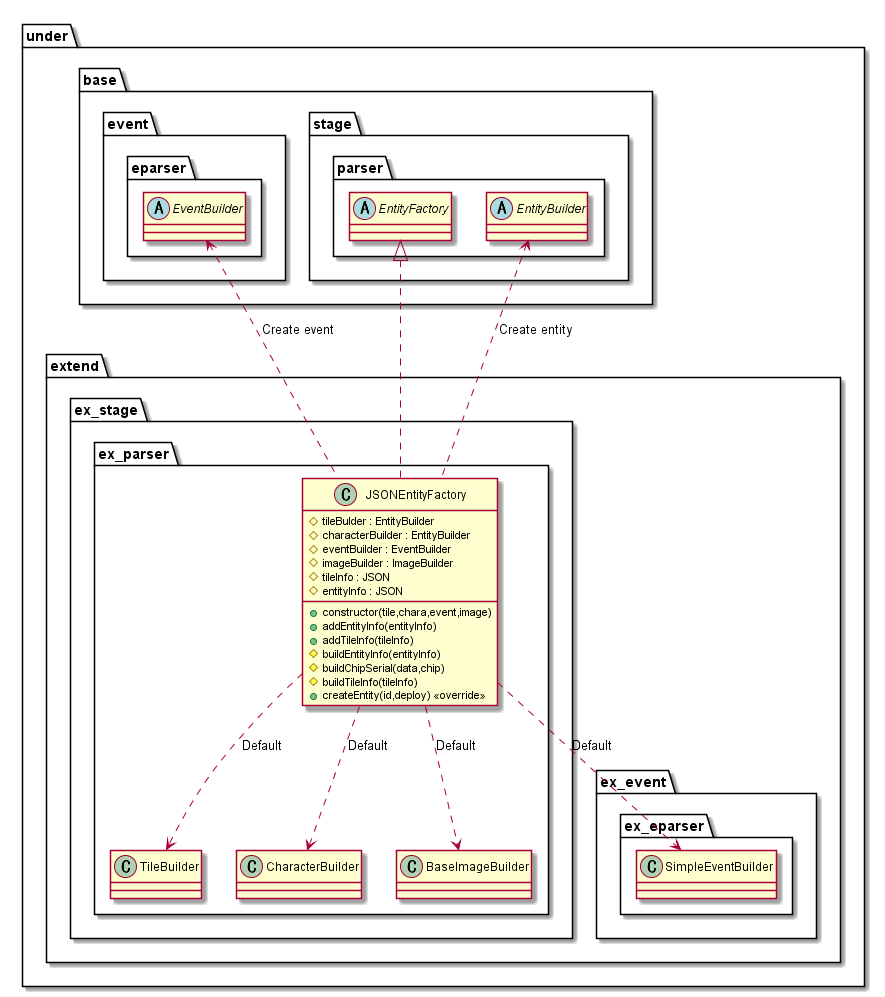 under
base
event
stage
eparser
parser
A EventBuilder
A EntityFactory
A EntityBuilder
Create event
Create entity
extend
ex_stage
ex_parser
C JSONEntityFactory
tileBulder : EntityBuilder
characterBuilder : EntityBuilder
eventBuilder : EventBuilder
imageBuilder : ImageBuilder
tileInfo : JSON
entityInfo : JSON
constructor(tile,chara,event,image)
addEntityInfo(entityInfo)
addTileInfo(tileInfo)
buildEntityInfo(entityInfo)
buildChipSerial(data,chip)
buildTileInfo(tileInfo)
createEntity(id,deploy) «override»
Default
Default
Default
Default
ex_event
ex_eparser
C TileBuilder
C CharacterBuilder
C BaseImageBuilder
C SimpleEventBuilder